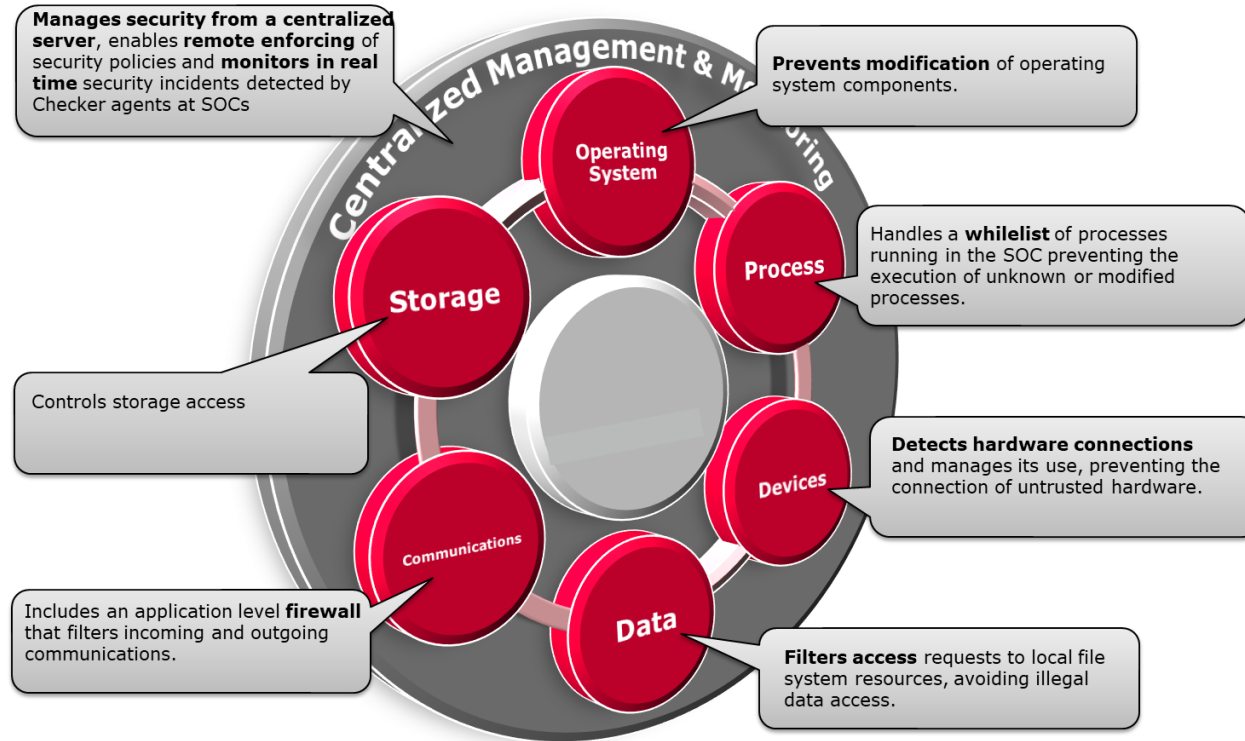 Manages security from a centralized
server, enables remote enforcing of
security policies and monitors in real
time security incidents detected by
Checker agents at SOCs
Prevents modification of operating
system components.
Centralized Management & Mo oring
Operating
System
Handles a whilelist of processes
running in the SOC preventing the
execution of unknown or modified
processes.
Process
Storage
Controls storage access
Detects hardware connections
and manages its use, preventing the
connection of untrusted hardware.
Devices
Communications
Includes an application level firewall
that filters incoming and outgoing
communications.
Data
Filters access requests to local file
system resources, avoiding illegal
data access.